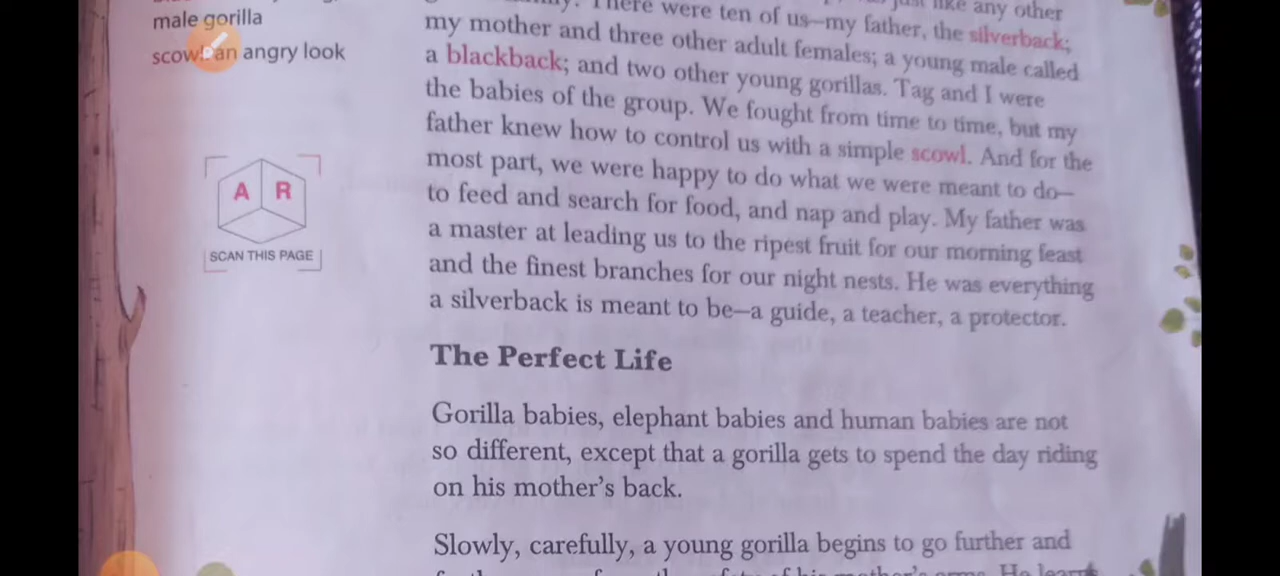 male gorilla
scowl: an angry look
A R
SCAN THIS PAGE
There were ten of us—my father, the silverback;
my mother and three other adult females; a young male called
a blackback; and two other young gorillas. Tag and I were
the babies of the group. We fought from time to time, but my
father knew how to control us with a simple scowl. And for the
most part, we were happy to do what we were meant to do—
to feed and search for food, and nap and play. My father was
a master at leading us to the ripest fruit for our morning feast
and the finest branches for our night nests. He was everything
a silverback is meant to be—a guide, a teacher, a protector.
The Perfect Life
Gorilla babies, elephant babies and human babies are not
so different, except that a gorilla gets to spend the day riding
on his mother's back.
Slowly, carefully, a young gorilla begins to go further and